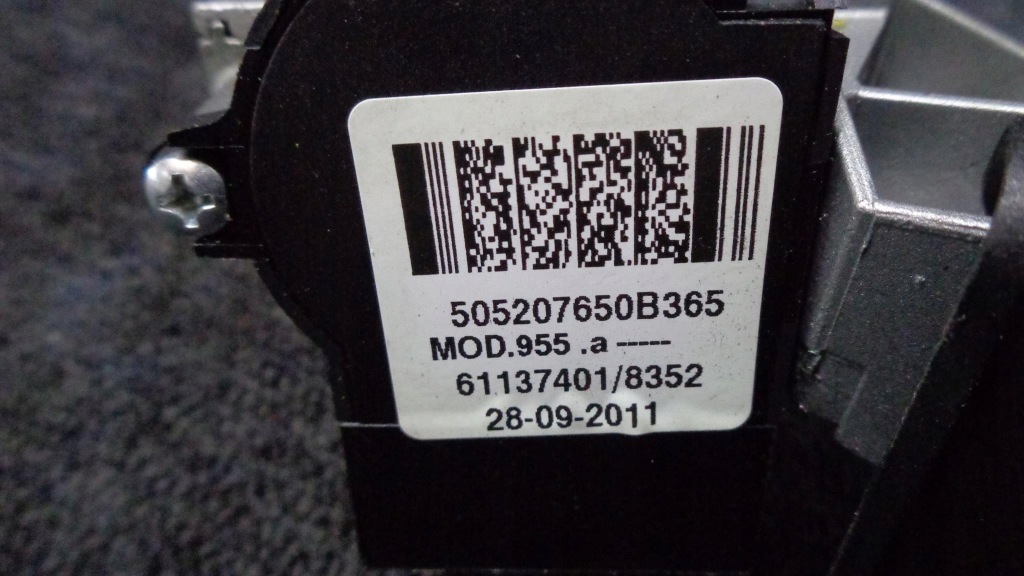 505207650B365
MOD.955 .a -----
61137401/8352
28-09-2011